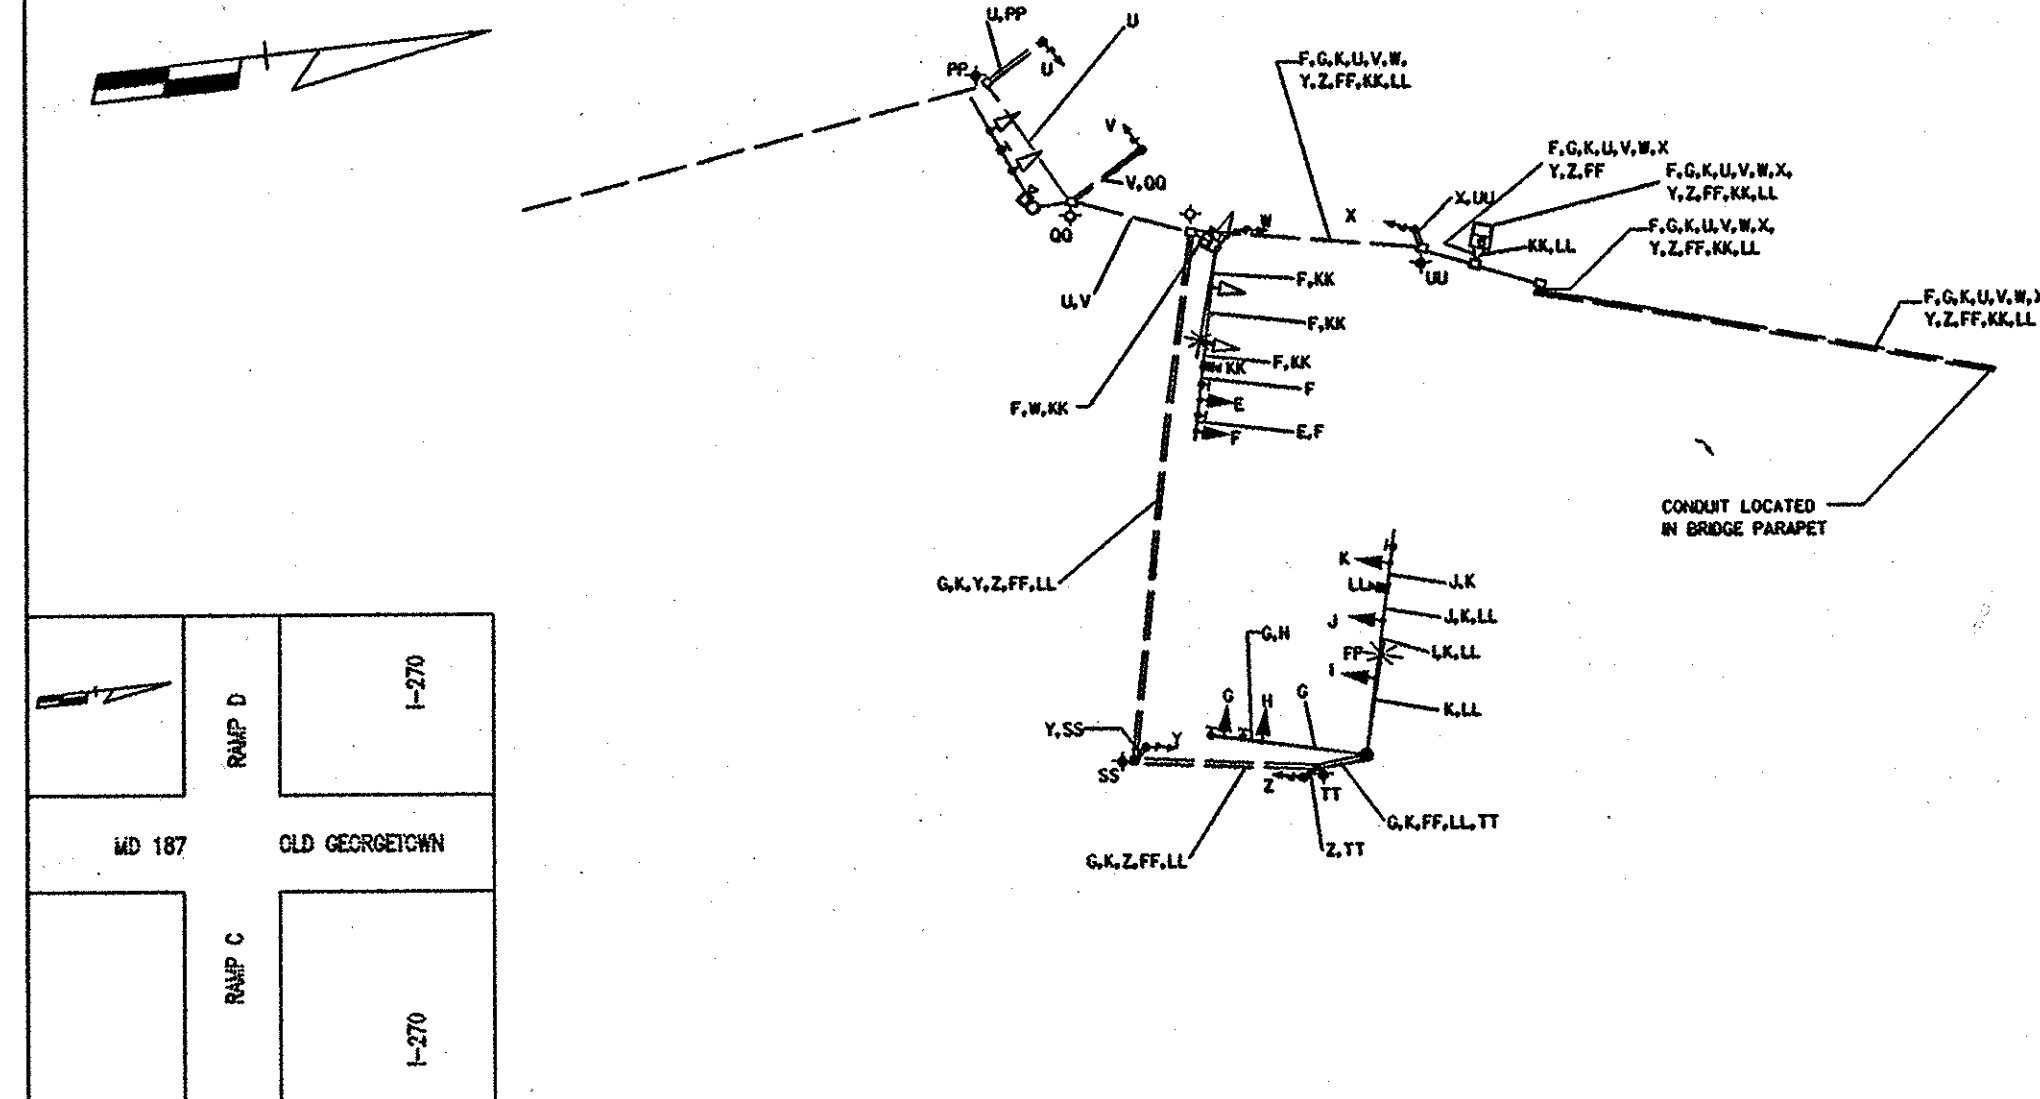 U,PP
U
PP
U
F,G,K,U,V,W,
Y,Z,FF,KK,LL
V
F,G,K,U,V,W,X
Y,Z,FF
F,G,K,U,V,W,X,
Y,Z,FF,KK,LL
V,QQ
X,UU
X
W
F,G,K,U,V,W,X,
Y,Z,FF,KK,LL
QQ
KK,LL
UU
F,KK
U,V
F,G,K,U,V,W,
Y,Z,FF,KK,LL
F,KK
F,KK
KK
F
F,W,KK
E
E,F
F
CONDUIT LOCATED
IN BRIDGE PARAPET
K
G,K,Y,Z,FF,LL
LL
J,K
J,K,LL
J
G,H
FP
I,K,LL
I
G
H
G
K,LL
Y,SS
Y
SS
Z
TT
G,K,FF,LL,TT
Z,TT
G,K,Z,FF,LL
I-270
RAMP D
MD 187
OLD GEORGETOWN
RAMP C
I-270